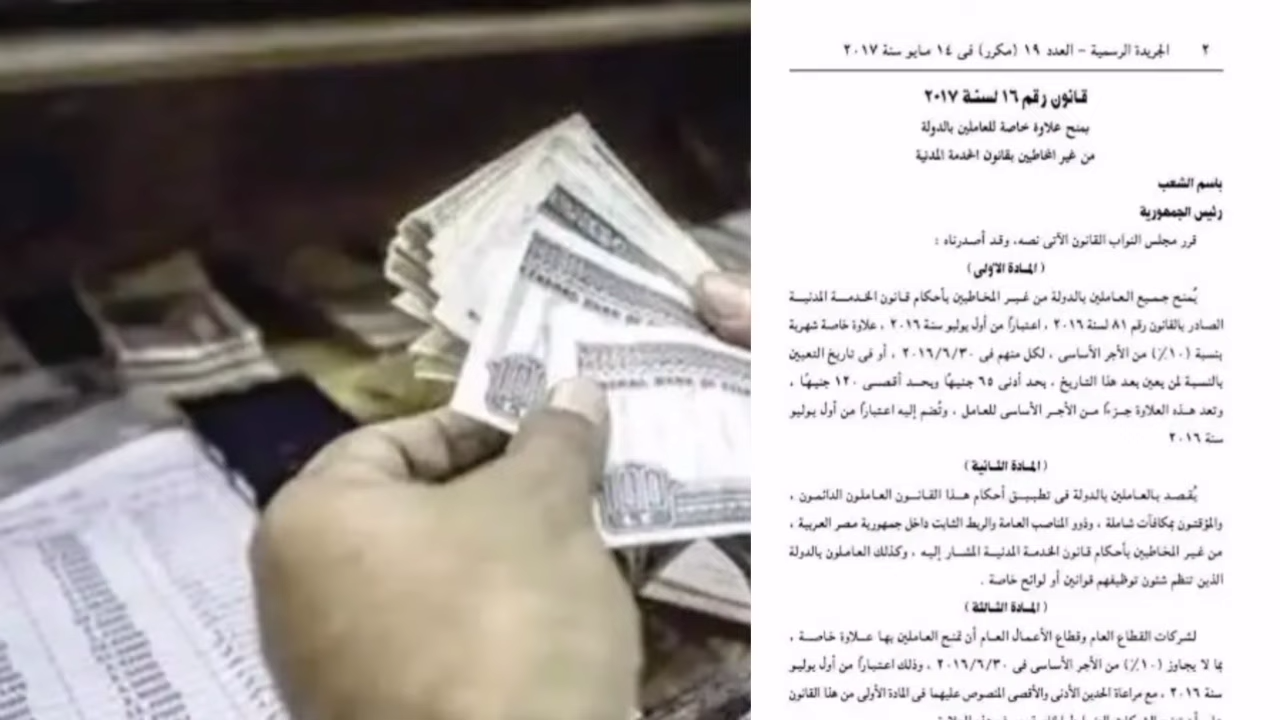 CENTRAL BANK OF
٢ الجريدة الرسمية – العدد ١٩ (مكرر) فى ١٤ مايو سنة ٢٠١٧
قانون رقم ١٦ لسنة ٢٠١٧
بمنح علاوة خاصة للعاملين بالدولة
من غير المخاطبين بقانون الخدمة المدنية
باسم الشعب
رئيس الجمهورية
قرر مجلس النواب القانون الآتى نصه، وقد أصدرناه :
( المادة الأولى )
يُمنح جميع العاملين بالدولة من غير المخاطبين بأحكام قانون الخدمة المدنية
الصادر بالقانون رقم ٨١ لسنة ٢٠١٦ ، اعتباراً من أول يوليو سنة ٢٠١٦ ، علاوة خاصة شهرية
بنسبة (١٠٪) من الأجر الأساسى ، لكل منهم فى ٢٠١٦/٦/٣٠ ، أو فى تاريخ التعيين
بالنسبة لمن يعين بعد هذا التاريخ ، بحد أدنى ٦٥ جنيهًا وبحد أقصى ١٢٠ جنيهًا ،
وتعد هذه العلاوة جزءًا من الأجر الأساسى للعامل ، وتُضم إليه اعتباراً من أول يوليو
سنة ٢٠١٦
( المادة الثانية )
يُقصد بالعاملين بالدولة فى تطبيق أحكام هذا القانون العاملون الدائمون ،
والمؤقتون بمكافآت شاملة ، وذوو المناصب العامة والربط الثابت داخل جمهورية مصر العربية ،
من غير المخاطبين بأحكام قانون الخدمة المدنية المشار إليه ، وكذلك العاملون بالدولة
الذين تنظم شئون توظيفهم قوانين أو لوائح خاصة .
( المادة الثالثة )
لشركات القطاع العام وقطاع الأعمال العام أن تمنح العاملين بها علاوة خاصة ،
بما لا يجاوز (١٠٪) من الأجر الأساسى فى ٢٠١٦/٦/٣٠ ، وذلك اعتباراً من أول يوليو
سنة ٢٠١٦ ، مع مراعاة الحدين الأدنى والأقصى المنصوص عليهما فى المادة الأولى من هذا القانون